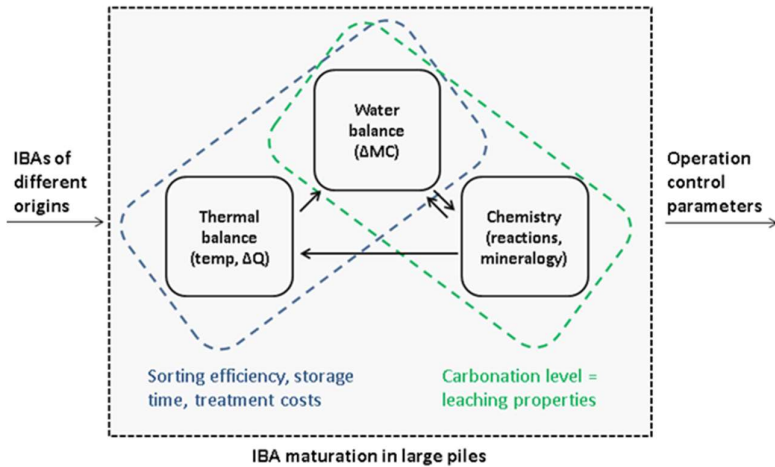 IBAs of
different
origins
Water
balance
(ΔMC)
Thermal
balance
(temp, ΔQ)
Chemistry
(reactions,
mineralogy)
Operation
control
parameters
Sorting efficiency, storage
time, treatment costs
Carbonation level =
leaching properties
IBA maturation in large piles